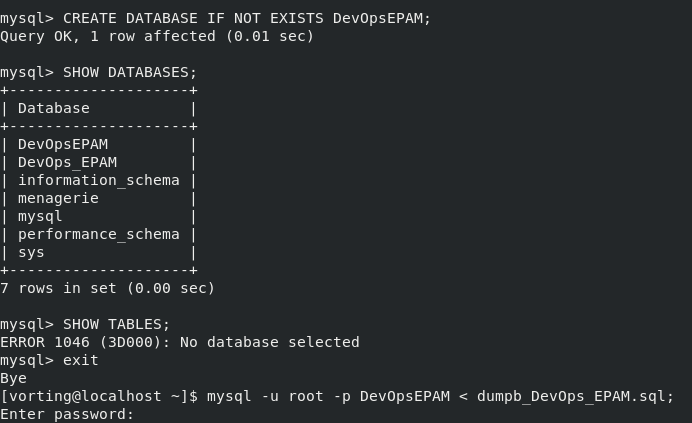 mysql> CREATE DATABASE IF NOT EXISTS DevOpsEPAM;
Query OK, 1 row affected (0.01 sec)
mysql> SHOW DATABASES;
+--------------------+
| Database           |
+--------------------+
| DevOpsEPAM         |
| DevOps_EPAM        |
| information_schema |
| menagerie          |
| mysql              |
| performance_schema |
| sys                |
+--------------------+
7 rows in set (0.00 sec)
mysql> SHOW TABLES;
ERROR 1046 (3D000): No database selected
mysql> exit
Bye
[vorting@localhost ~]$ mysql -u root -p DevOpsEPAM < dumpb_DevOps_EPAM.sql;
Enter password: